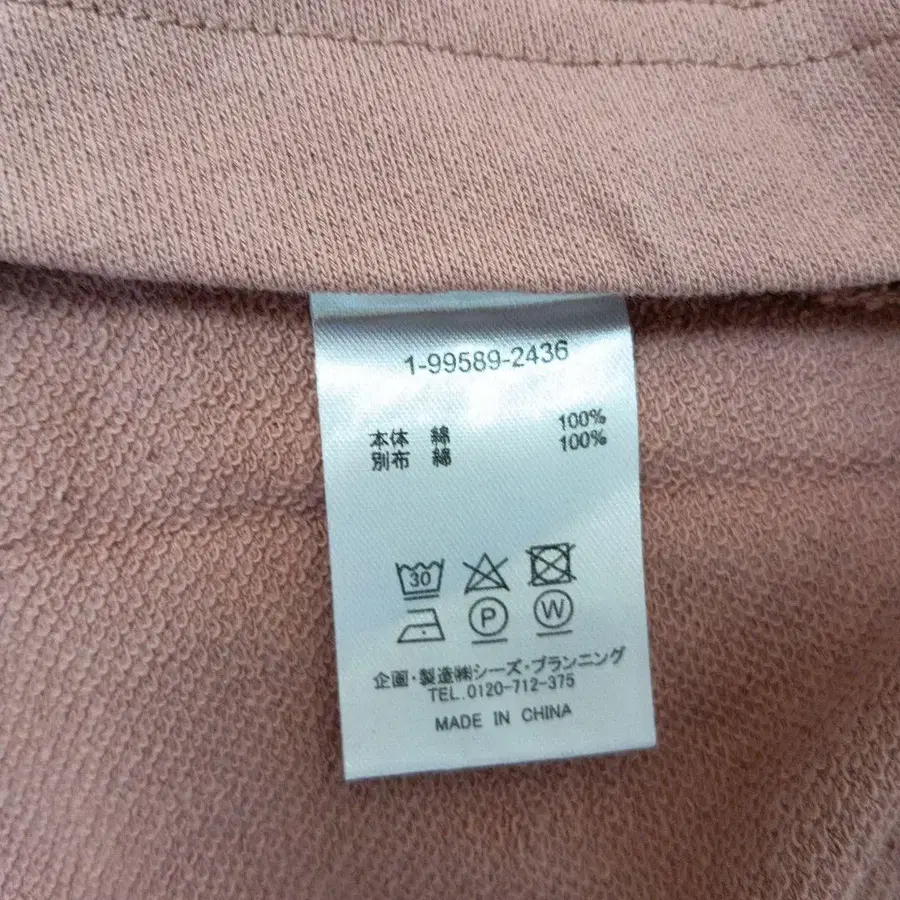 1-99589-2436
本体 綿 100%
別布 綿 100%
30
P W
企画・製造㈱シーズ・プランニング
TEL.0120-712-375
MADE IN CHINA